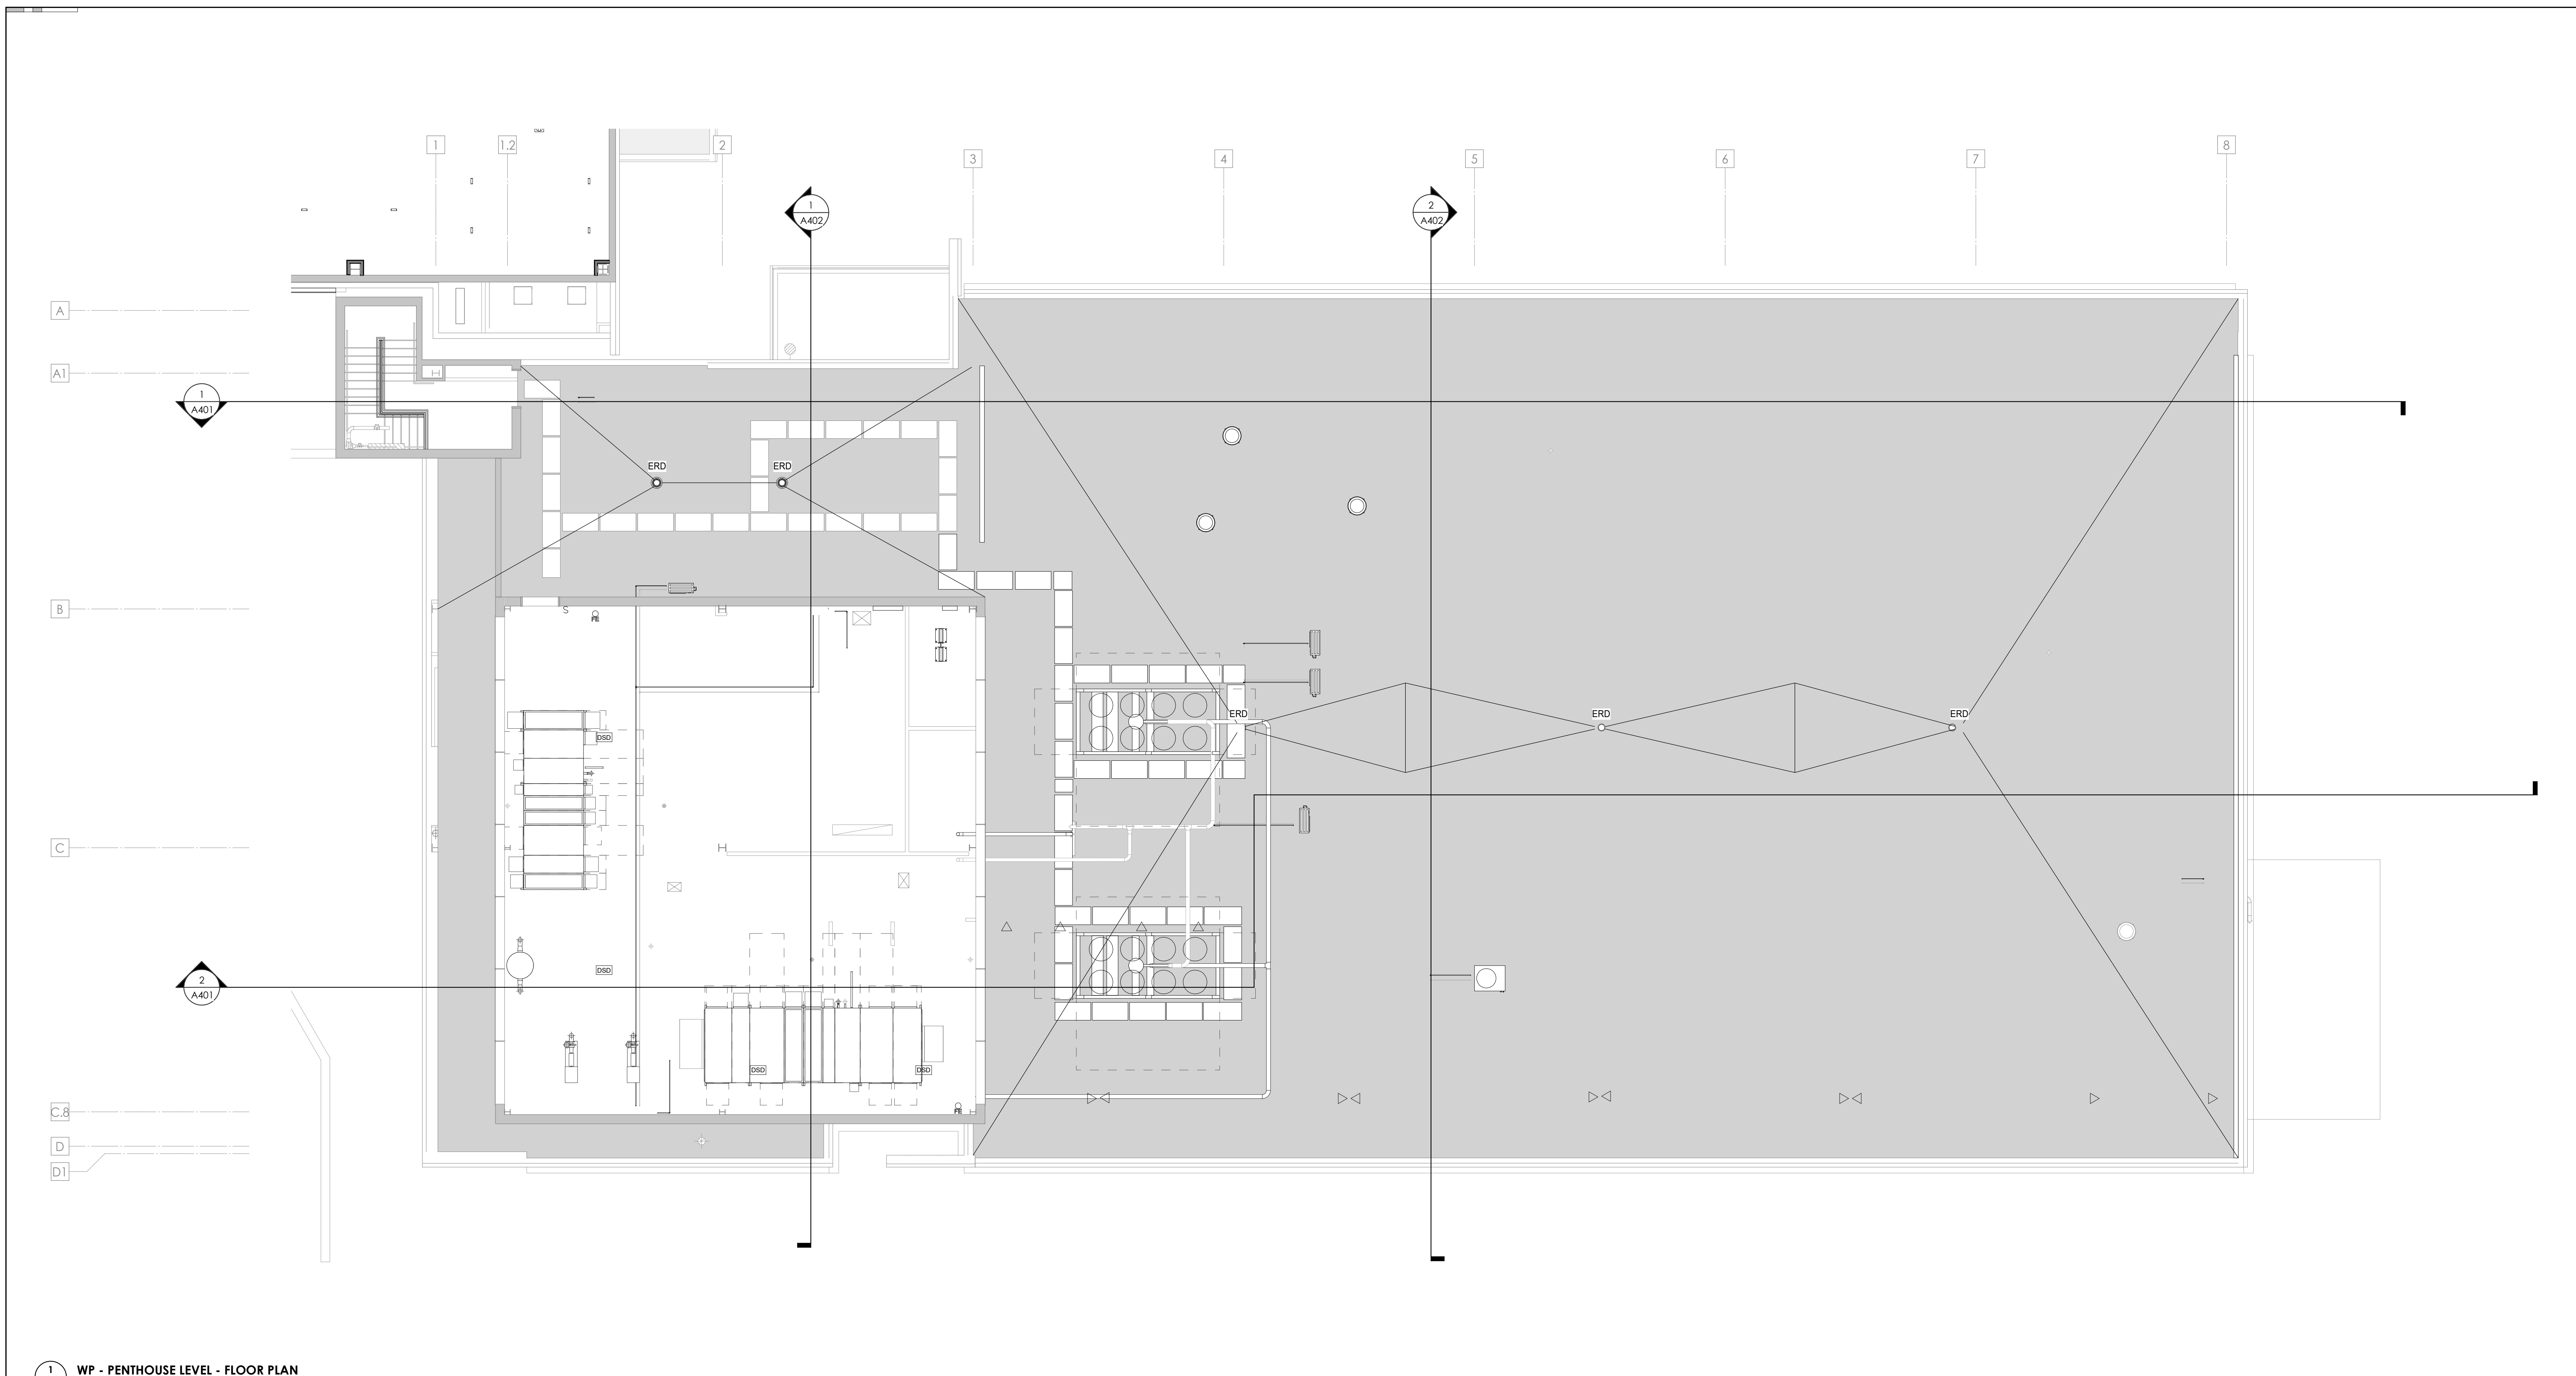 1
1.2
2
3
4
5
6
7
8
1
A402
2
A402
A
A1
1
A401
ERD
ERD
B
S
ERD
ERD
ERD
DSD
C
DSD
2
A401
DSD
DSD
C.8
D
D1
1
WP - PENTHOUSE LEVEL - FLOOR PLAN